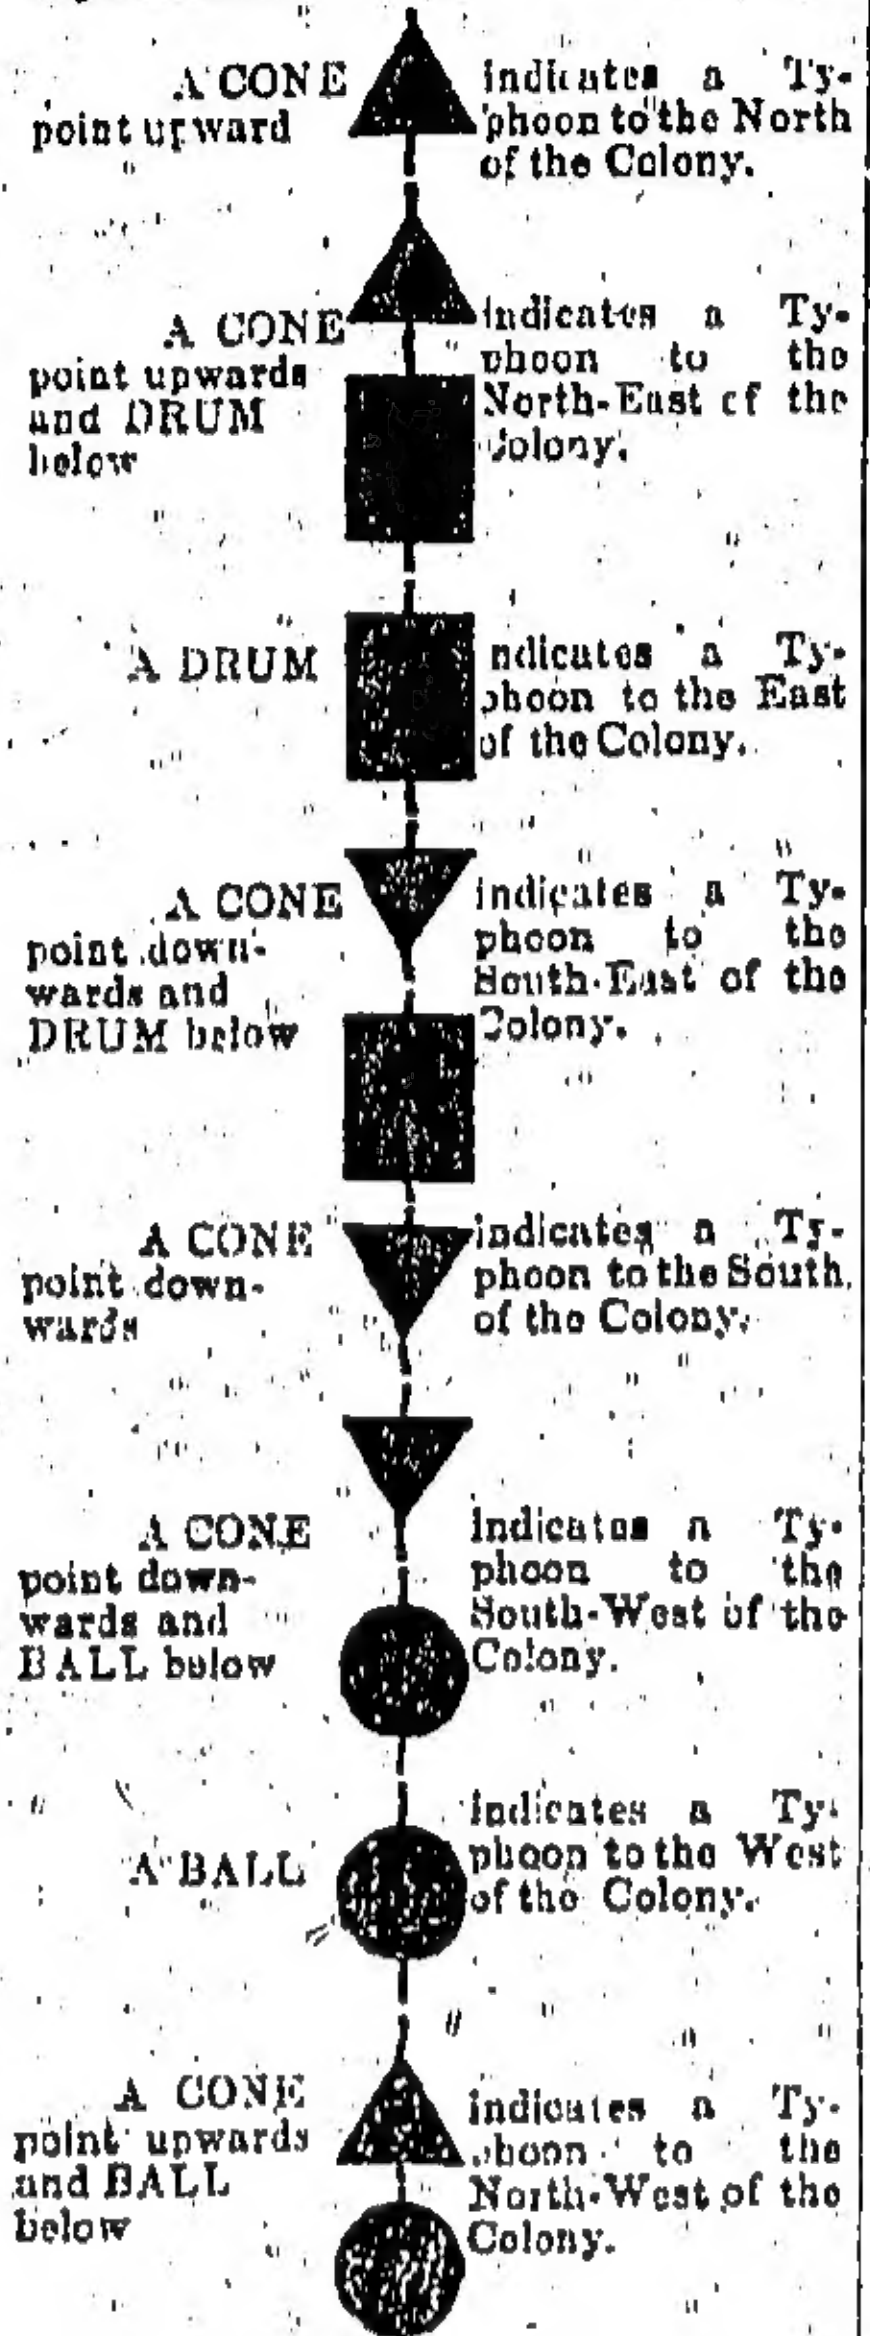 A CONE
point upward
indicates a Ty-
phoon to the North
of the Colony.
A CONE
point upwards
and DRUM
below
indicates a Ty-
phoon to the
North-East of the
Colony.
A DRUM
indicates a Ty-
phoon to the East
of the Colony.
A CONE
point down-
wards and
DRUM below
indicates a Ty-
phoon to the
South-East of the
Colony.
A CONE
point down-
wards
indicates a Ty-
phoon to the South
of the Colony.
A CONE
point down-
wards and
BALL below
indicates a Ty-
phoon to the
South-West of the
Colony.
A BALL
indicates a Ty-
phoon to the West
of the Colony.
A CONE
point upwards
and BALL
below
indicates a Ty-
phoon to the
North-West of the
Colony.